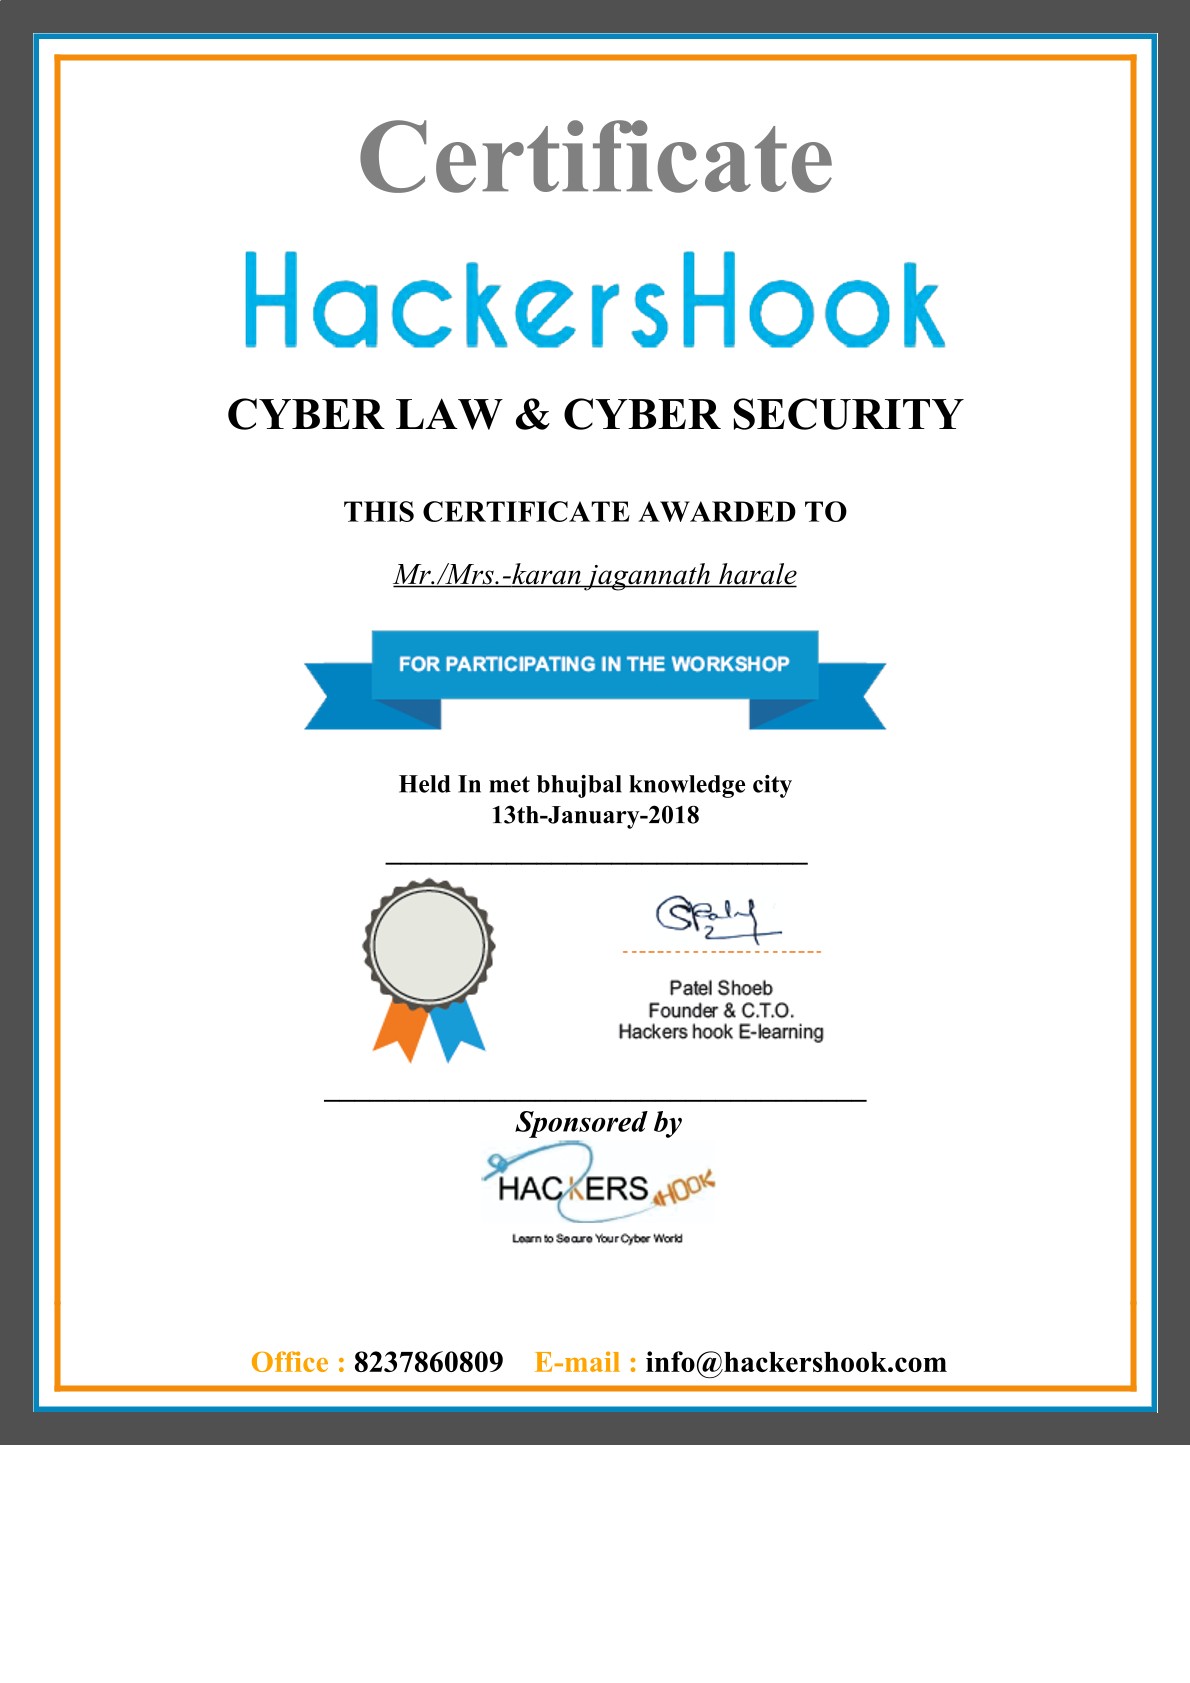 Certificate
HackersHook
CYBER LAW & CYBER SECURITY
THIS CERTIFICATE AWARDED TO
Mr./Mrs.-karan jagannath harale
FOR PARTICIPATING IN THE WORKSHOP
Held In met bhujbal knowledge city
13th-January-2018
Patel Shoeb
Founder & C.T.O.
Hackers hook E-learning
Sponsored by
HACKERS HOOK
Learn to Secure Your Cyber World
Office : 8237860809 E-mail : info@hackershook.com